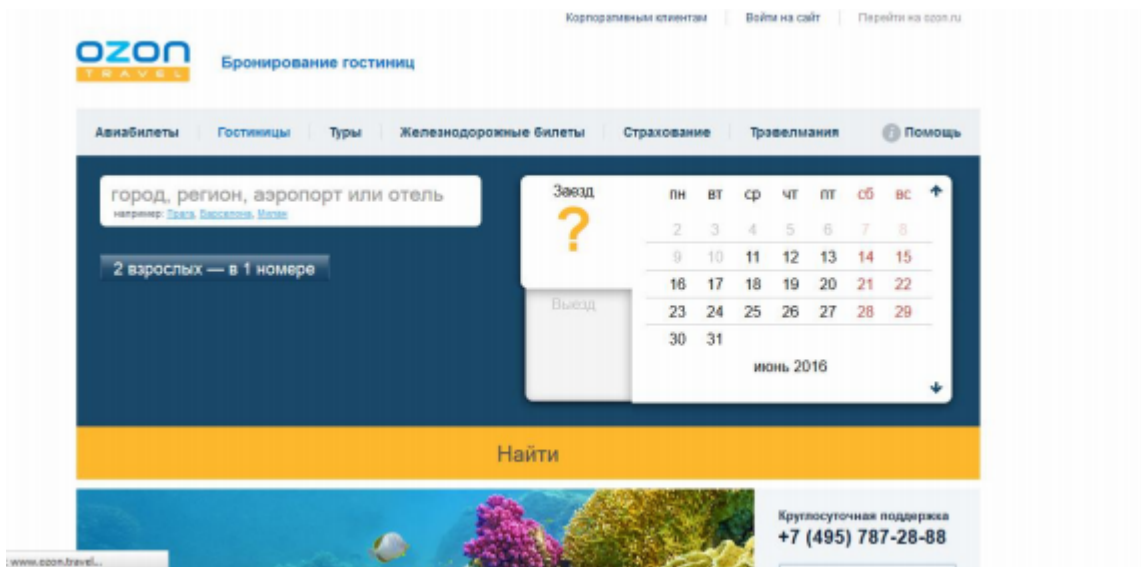 Корпоративным клиентам Войти на сайт Перейти на ozon.ru
OZON
TRAVEL
Бронирование гостиниц
Авиабилеты Гостиницы Туры Железнодорожные билеты Страхование Трэвелмания i Помощь
город, регион, аэропорт или отель
например: Прага, Барселона, Милан
2 взрослых — в 1 номере
Заезд
?
Выезд
пн вт ср чт пт сб вс
2 3 4 5 6 7 8
9 10 11 12 13 14 15
16 17 18 19 20 21 22
23 24 25 26 27 28 29
30 31
июнь 2016
Найти
Круглосуточная поддержка
+7 (495) 787-28-88
www.ozon.travel...